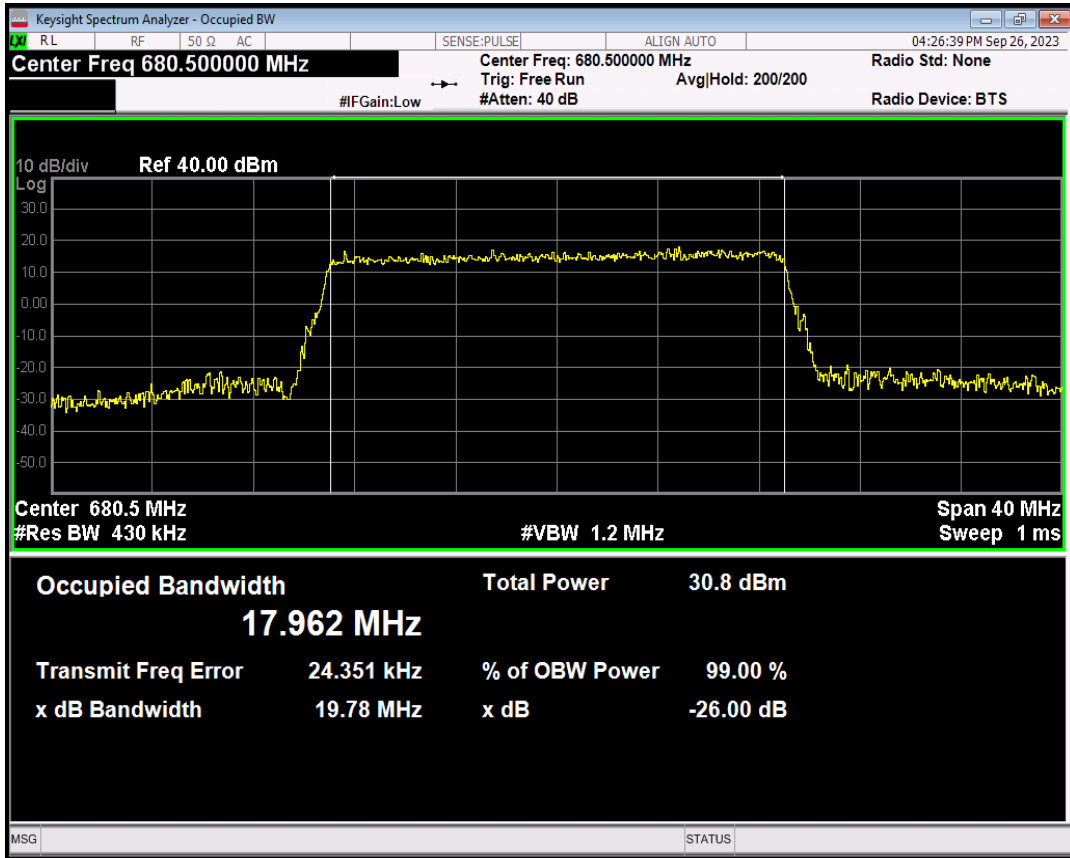 Keysight Spectrum Analyzer - Occupied BW
LXI RL RF 50 Ω AC SENSE:PULSE ALIGN AUTO 04:26:39 PM Sep 26, 2023
Center Freq 680.500000 MHz Center Freq: 680.500000 MHz Radio Std: None
Trig: Free Run Avg|Hold: 200/200
#IFGain:Low #Atten: 40 dB Radio Device: BTS
10 dB/div Ref 40.00 dBm
Log
30.0
20.0
10.0
0.00
-10.0
-20.0
-30.0
-40.0
-50.0
Center 680.5 MHz Span 40 MHz
#Res BW 430 kHz #VBW 1.2 MHz Sweep 1 ms
Occupied Bandwidth Total Power 30.8 dBm
17.962 MHz
Transmit Freq Error 24.351 kHz % of OBW Power 99.00 %
x dB Bandwidth 19.78 MHz x dB -26.00 dB
MSG STATUS